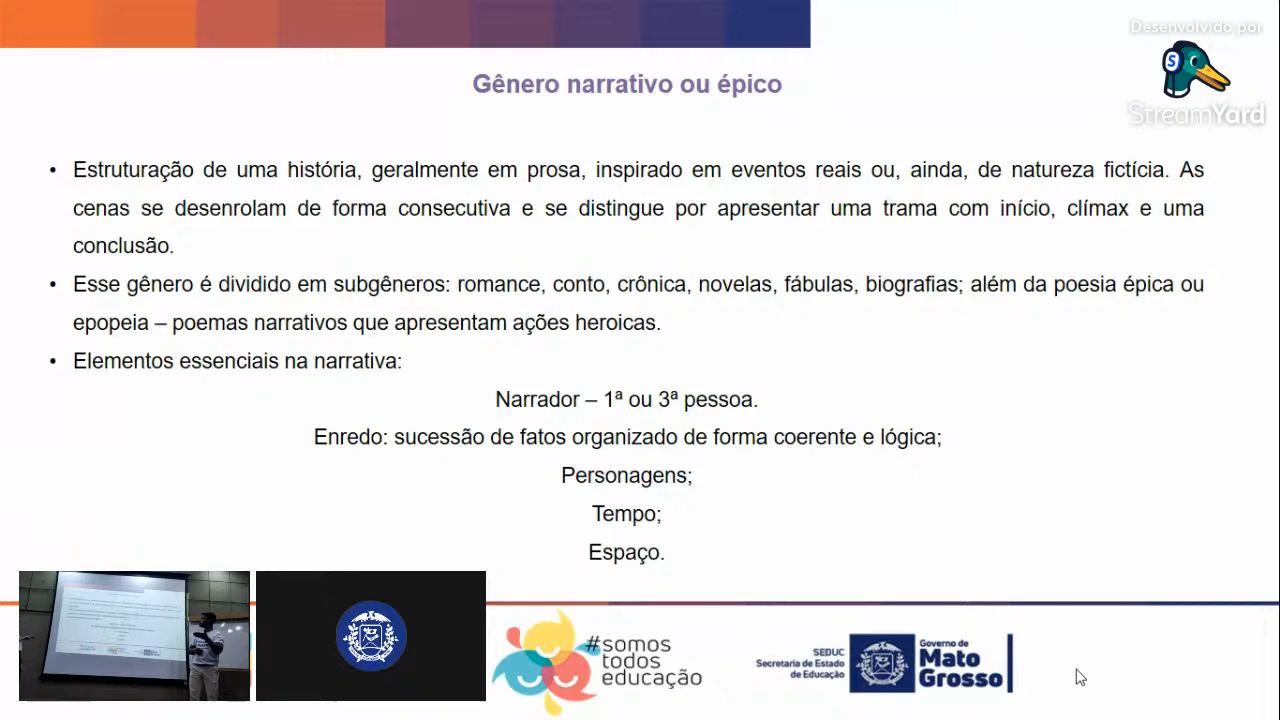 Desenvolvido por
S
StreamYard
Gênero narrativo ou épico
• Estruturação de uma história, geralmente em prosa, inspirado em eventos reais ou, ainda, de natureza fictícia. As
cenas se desenrolam de forma consecutiva e se distingue por apresentar uma trama com início, clímax e uma
conclusão.
• Esse gênero é dividido em subgêneros: romance, conto, crônica, novelas, fábulas, biografias; além da poesia épica ou
epopeia – poemas narrativos que apresentam ações heroicas.
• Elementos essenciais na narrativa:
Narrador – 1ª ou 3ª pessoa.
Enredo: sucessão de fatos organizado de forma coerente e lógica;
Personagens;
Tempo;
Espaço.
#somos
todos
educação
SEDUC
Secretaria de Estado
de Educação
Governo de
Mato
Grosso